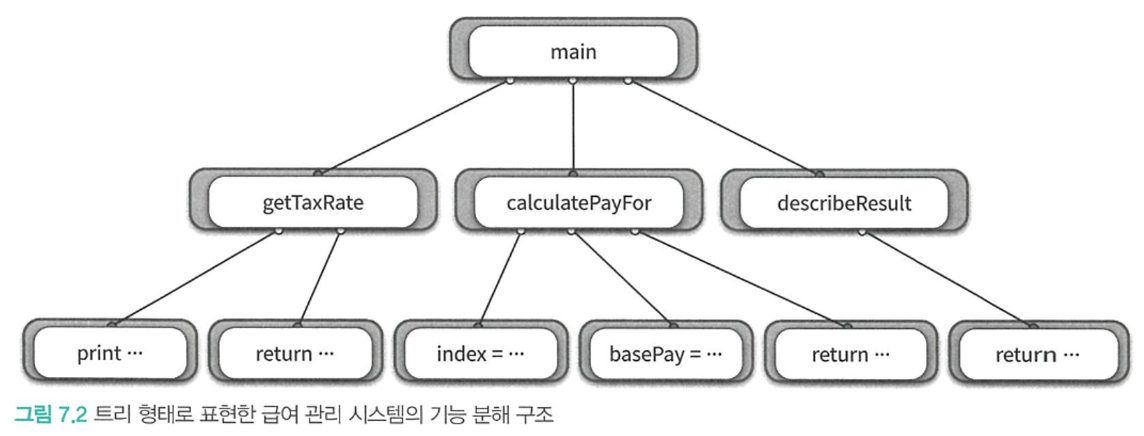 main
getTaxRate
calculatePayFor
describeResult
print ⋯
return ⋯
index = ⋯
basePay = ⋯
return ⋯
return ⋯
그림 7.2 트리 형태로 표현한 급여 관리 시스템의 기능 분해 구조